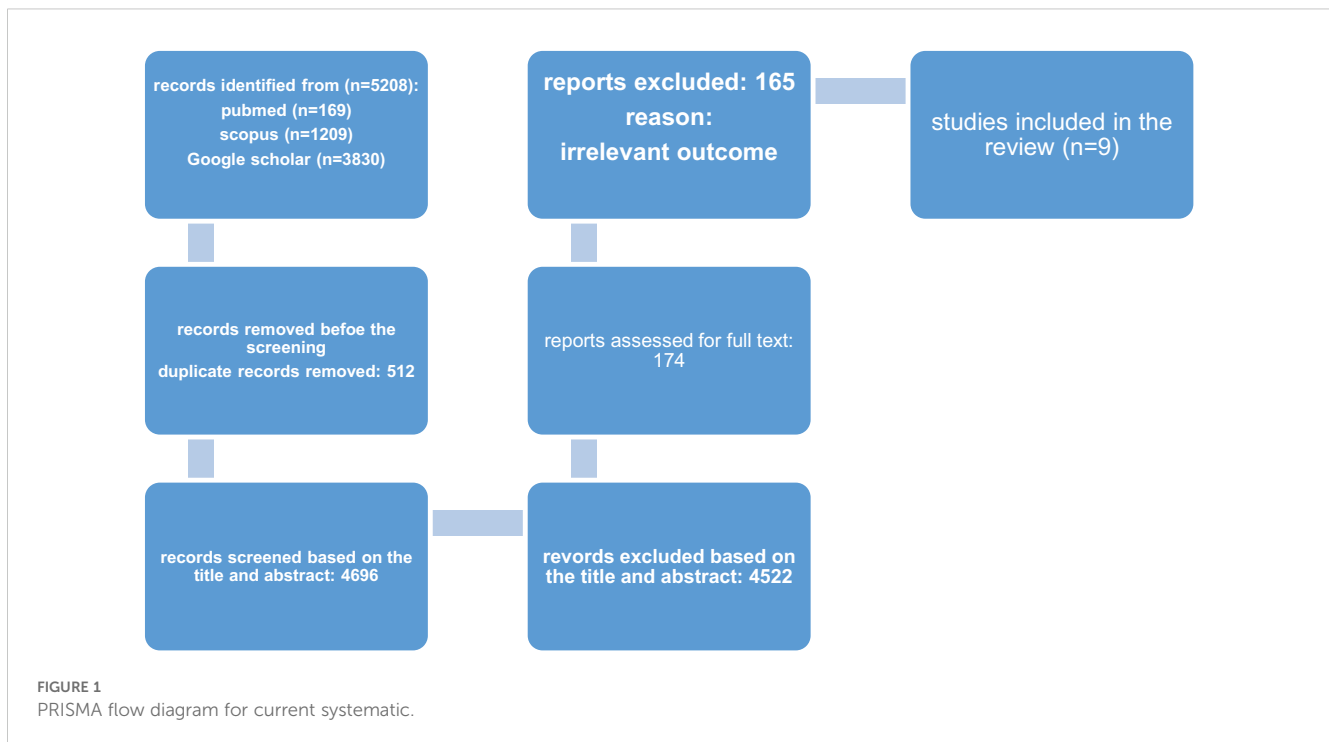 records identified from (n=5208):
pubmed (n=169)
scopus (n=1209)
Google scholar (n=3830)
records removed befoe the
screening
duplicate records removed: 512
records screened based on the
title and abstract: 4696
revords excluded based on
the title and abstract: 4522
reports assessed for full text:
174
reports excluded: 165
reason:
irrelevant outcome
studies included in the
review (n=9)
FIGURE 1
PRISMA flow diagram for current systematic.